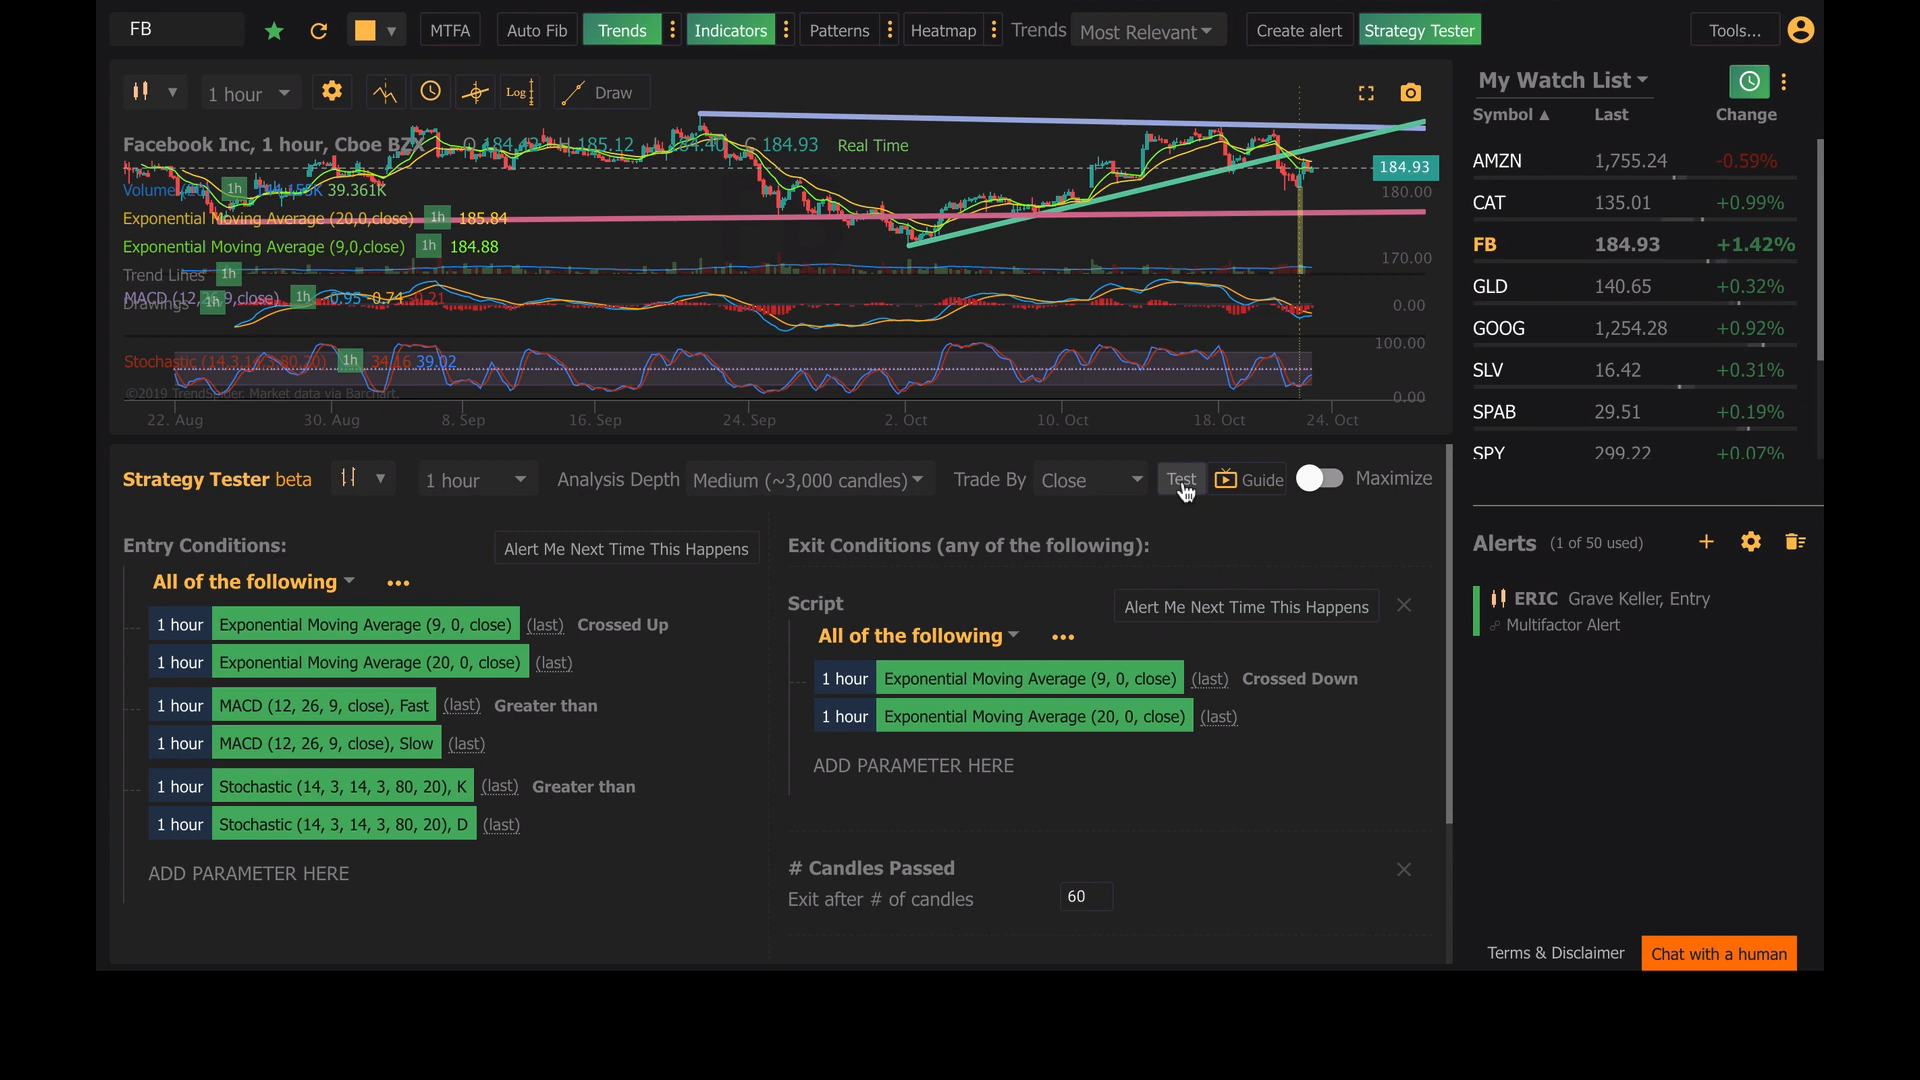 FB MTFA Auto Fib Trends Indicators Patterns Heatmap Trends Most Relevant Create alert Strategy Tester Tools...
1 hour Log Draw
Facebook Inc, 1 hour, Cboe BZX H 185.12 184.93 Real Time
184.93
180.00
1h 39.361K
Exponential Moving Average (20,0,close) 1h 185.84
Exponential Moving Average (9,0,close) 1h 184.88
170.00
Trend Lines 1h
MACD (12, 26, 9, close) 1h -0.95 -0.74
Drawings 1h
0.00
100.00
Stochastic (14,3,14,3,80,20) 1h 34.16 39.02
©2019 TrendSpider. Market data via Barchart.
0.00
22. Aug 30. Aug 8. Sep 16. Sep 24. Sep 2. Oct 10. Oct 18. Oct 24. Oct
Strategy Tester beta 1 hour Analysis Depth Medium (~3,000 candles) Trade By Close Test Guide Maximize
Entry Conditions: Alert Me Next Time This Happens
All of the following
1 hour Exponential Moving Average (9, 0, close) (last) Crossed Up
1 hour Exponential Moving Average (20, 0, close) (last)
1 hour MACD (12, 26, 9, close), Fast (last) Greater than
1 hour MACD (12, 26, 9, close), Slow (last)
1 hour Stochastic (14, 3, 14, 3, 80, 20), K (last) Greater than
1 hour Stochastic (14, 3, 14, 3, 80, 20), D (last)
ADD PARAMETER HERE
Exit Conditions (any of the following):
Script Alert Me Next Time This Happens
All of the following
1 hour Exponential Moving Average (9, 0, close) (last) Crossed Down
1 hour Exponential Moving Average (20, 0, close) (last)
ADD PARAMETER HERE
# Candles Passed
Exit after # of candles 60
My Watch List
Symbol Last Change
AMZN 1,755.24 -0.59%
CAT 135.01 +0.99%
FB 184.93 +1.42%
GLD 140.65 +0.32%
GOOG 1,254.28 +0.92%
SLV 16.42 +0.31%
SPAB 29.51 +0.19%
SPY 299.22 +0.07%
Alerts (1 of 50 used)
ERIC Grave Keller, Entry
Multifactor Alert
Terms & Disclaimer Chat with a human